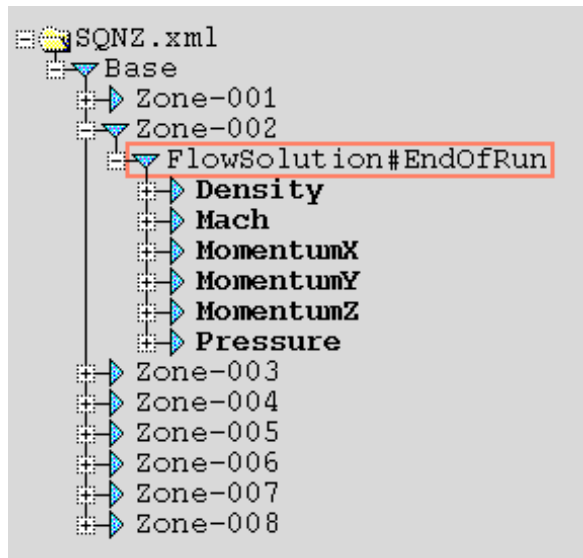 SQNZ.xml
Base
Zone-001
Zone-002
FlowSolution#EndOfRun
Density
Mach
MomentumX
MomentumY
MomentumZ
Pressure
Zone-003
Zone-004
Zone-005
Zone-006
Zone-007
Zone-008